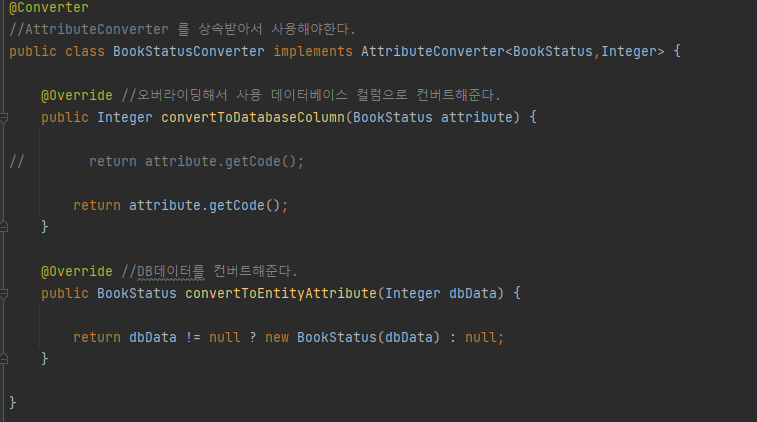 @Converter
//AttributeConverter 를 상속받아서 사용해야한다.
public class BookStatusConverter implements AttributeConverter<BookStatus,Integer> {
@Override //오버라이딩해서 사용 데이터베이스 컬럼으로 컨버트해준다.
public Integer convertToDatabaseColumn(BookStatus attribute) {
// return attribute.getCode();
return attribute.getCode();
}
@Override //DB데이터를 컨버트해준다.
public BookStatus convertToEntityAttribute(Integer dbData) {
return dbData != null ? new BookStatus(dbData) : null;
}
}